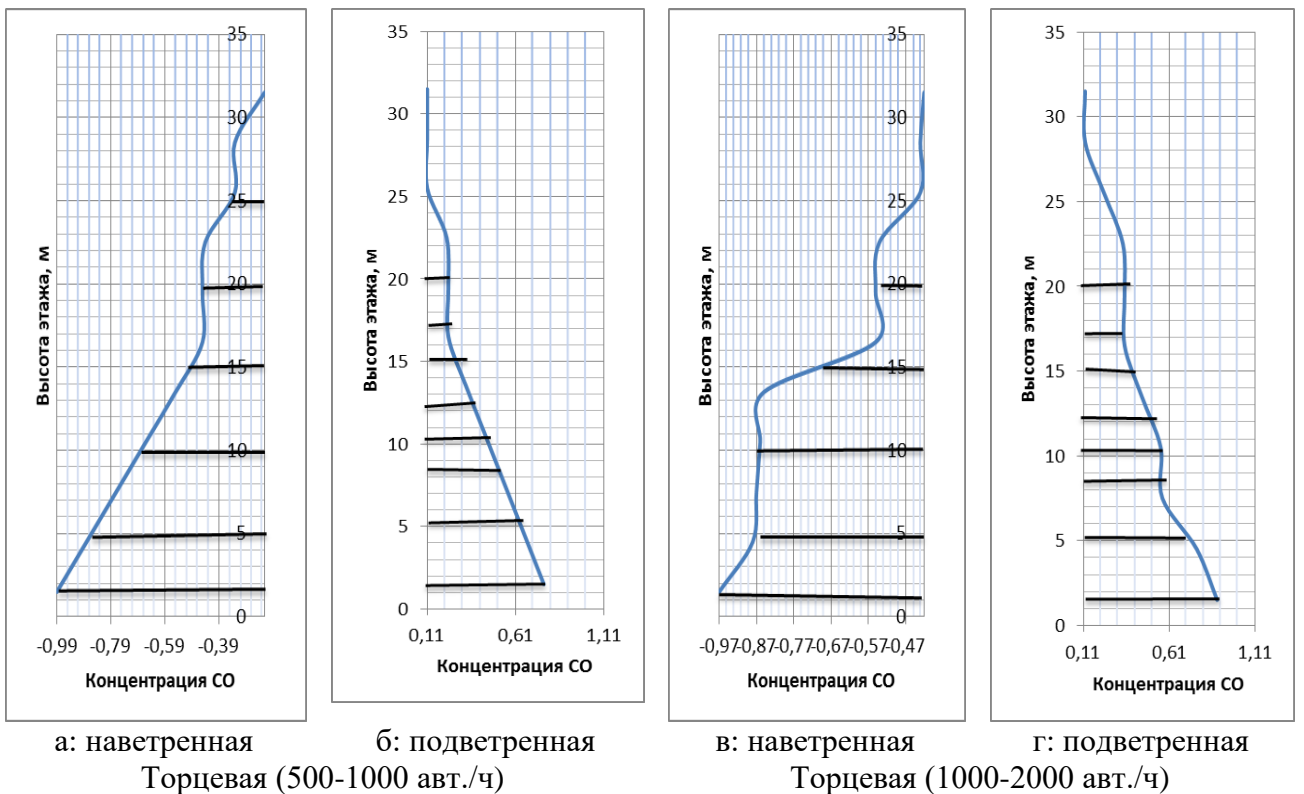 35
30
25
20
15
10
5
0
Высота этажа, м
-0,99 -0,79 -0,59 -0,39
Концентрация СО
35
30
25
20
15
10
5
0
Высота этажа, м
0,11 0,61 1,11
Концентрация СО
35
30
25
20
15
10
5
0
Высота этажа, м
-0,97-0,87-0,77-0,67-0,57-0,47
Концентрация СО
35
30
25
20
15
10
5
0
Высота этажа, м
0,11 0,61 1,11
Концентрация СО
а: наветренная б: подветренная в: наветренная г: подветренная
Торцевая (500-1000 авт./ч) Торцевая (1000-2000 авт./ч)